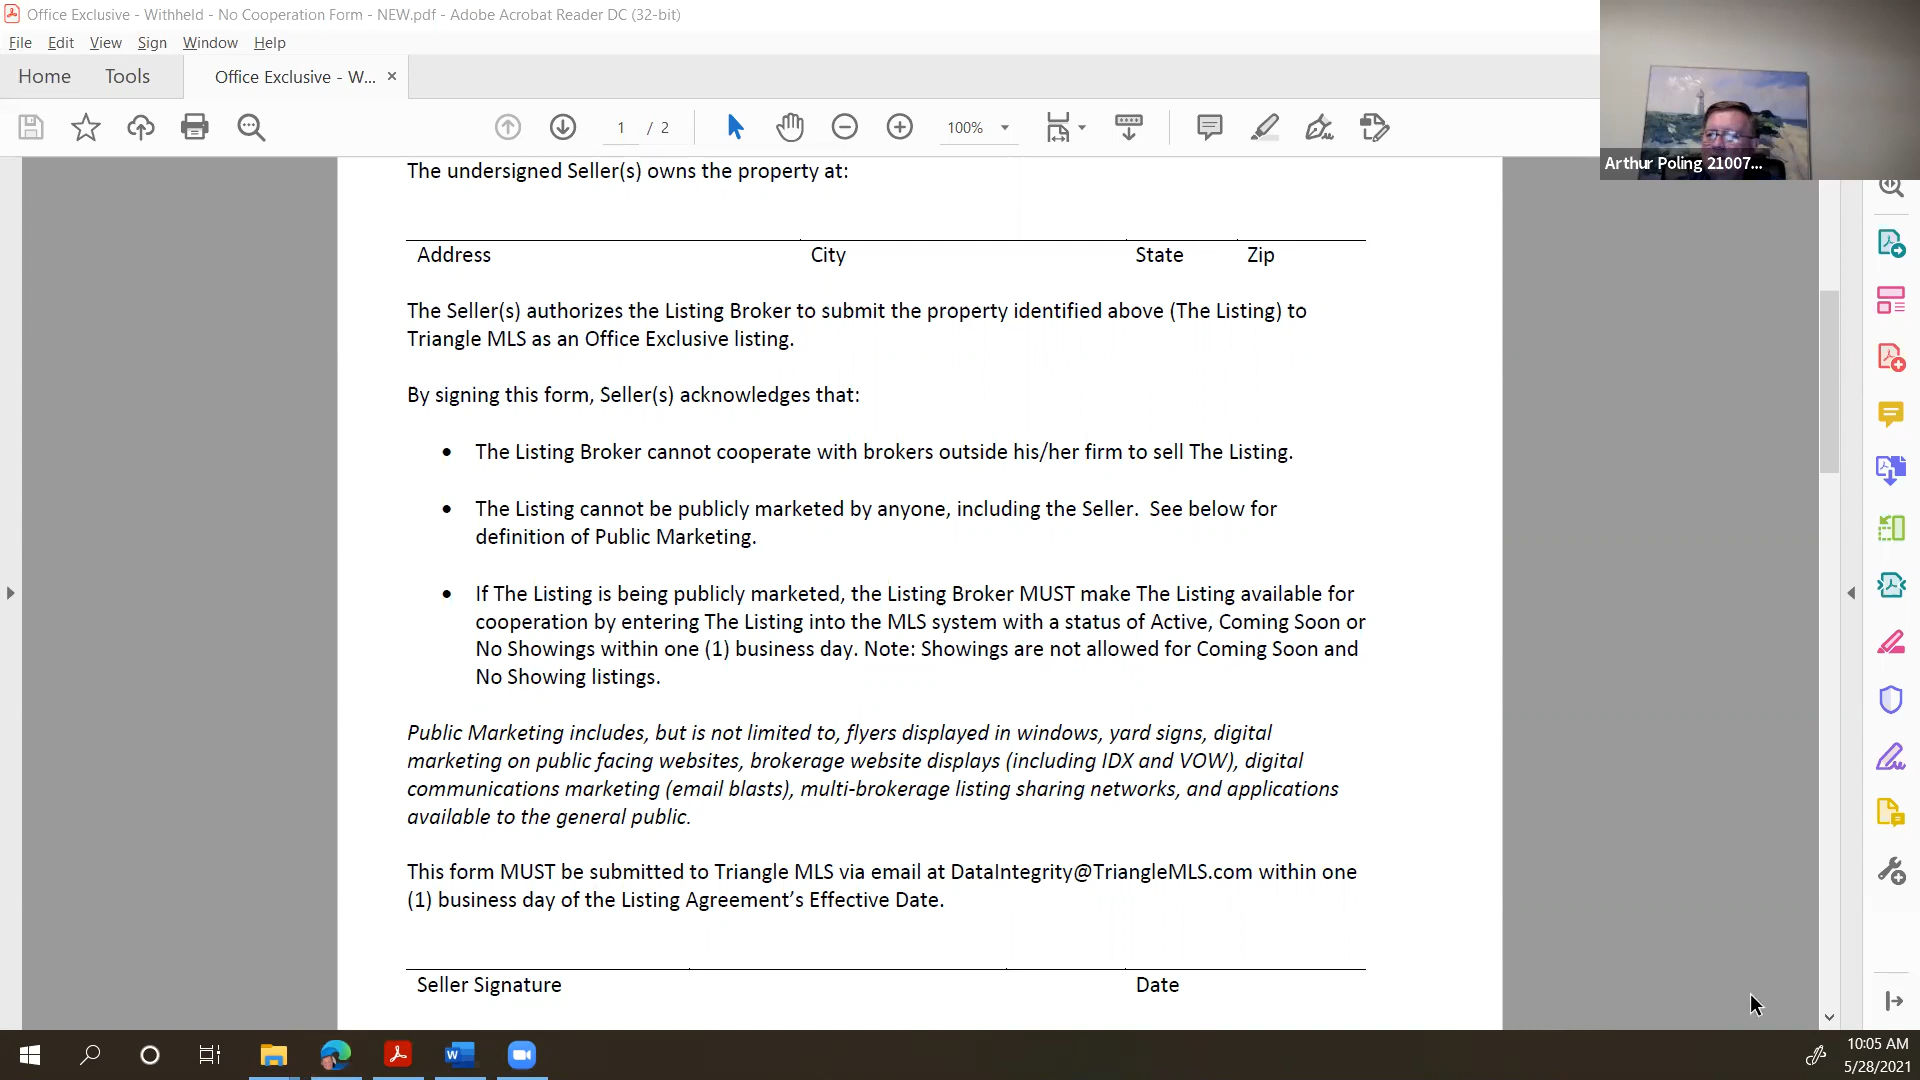 Office Exclusive - Withheld - No Cooperation Form - NEW.pdf - Adobe Acrobat Reader DC (32-bit)
File Edit View Sign Window Help
Home Tools Office Exclusive - W... ×
1 / 2 100%
Arthur Poling 21007...
The undersigned Seller(s) owns the property at:
Address City State Zip
The Seller(s) authorizes the Listing Broker to submit the property identified above (The Listing) to
Triangle MLS as an Office Exclusive listing.
By signing this form, Seller(s) acknowledges that:
• The Listing Broker cannot cooperate with brokers outside his/her firm to sell The Listing.
• The Listing cannot be publicly marketed by anyone, including the Seller.  See below for
definition of Public Marketing.
• If The Listing is being publicly marketed, the Listing Broker MUST make The Listing available for
cooperation by entering The Listing into the MLS system with a status of Active, Coming Soon or
No Showings within one (1) business day. Note: Showings are not allowed for Coming Soon and
No Showing listings.
Public Marketing includes, but is not limited to, flyers displayed in windows, yard signs, digital
marketing on public facing websites, brokerage website displays (including IDX and VOW), digital
communications marketing (email blasts), multi-brokerage listing sharing networks, and applications
available to the general public.
This form MUST be submitted to Triangle MLS via email at DataIntegrity@TriangleMLS.com within one
(1) business day of the Listing Agreement’s Effective Date.
Seller Signature Date
10:05 AM
5/28/2021